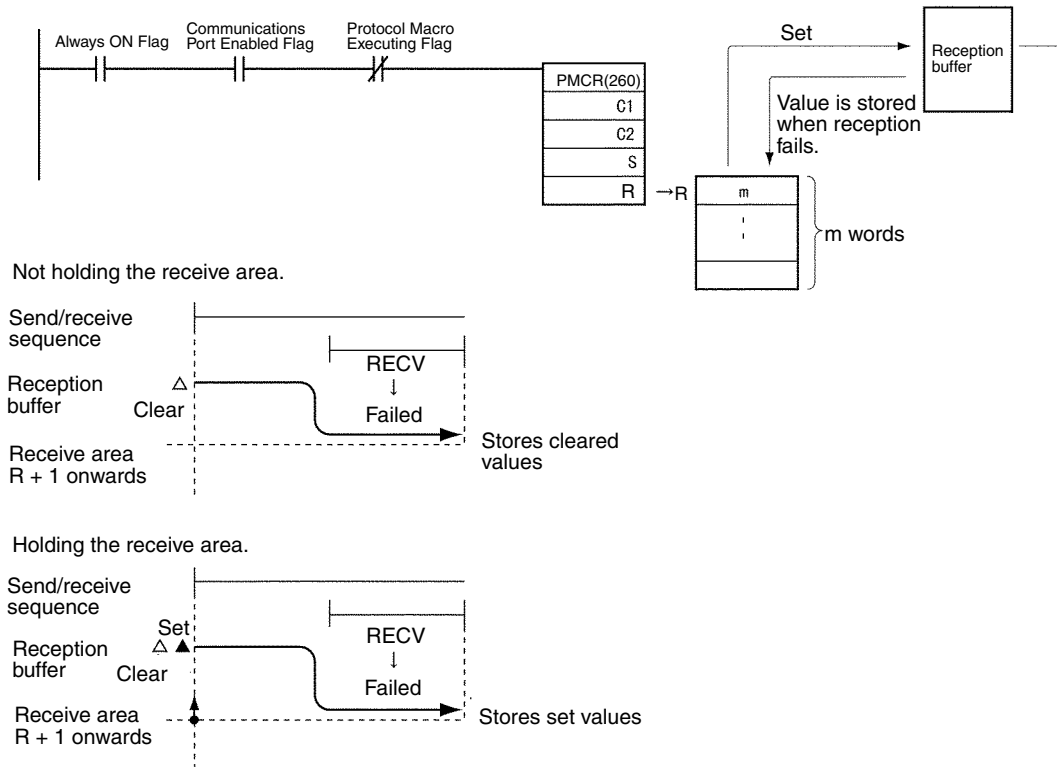 Always ON Flag
Communications
Port Enabled Flag
Protocol Macro
Executing Flag
PMCR(260)
C1
C2
S
R
→R
m
m words
Set
Reception
buffer
Value is stored
when reception
fails.
Not holding the receive area.
Send/receive
sequence
RECV
↓
Failed
Reception
buffer
Clear
Stores cleared
values
Receive area
R + 1 onwards
Holding the receive area.
Send/receive
sequence
RECV
↓
Failed
Set
Reception
buffer
Clear
Stores set values
Receive area
R + 1 onwards